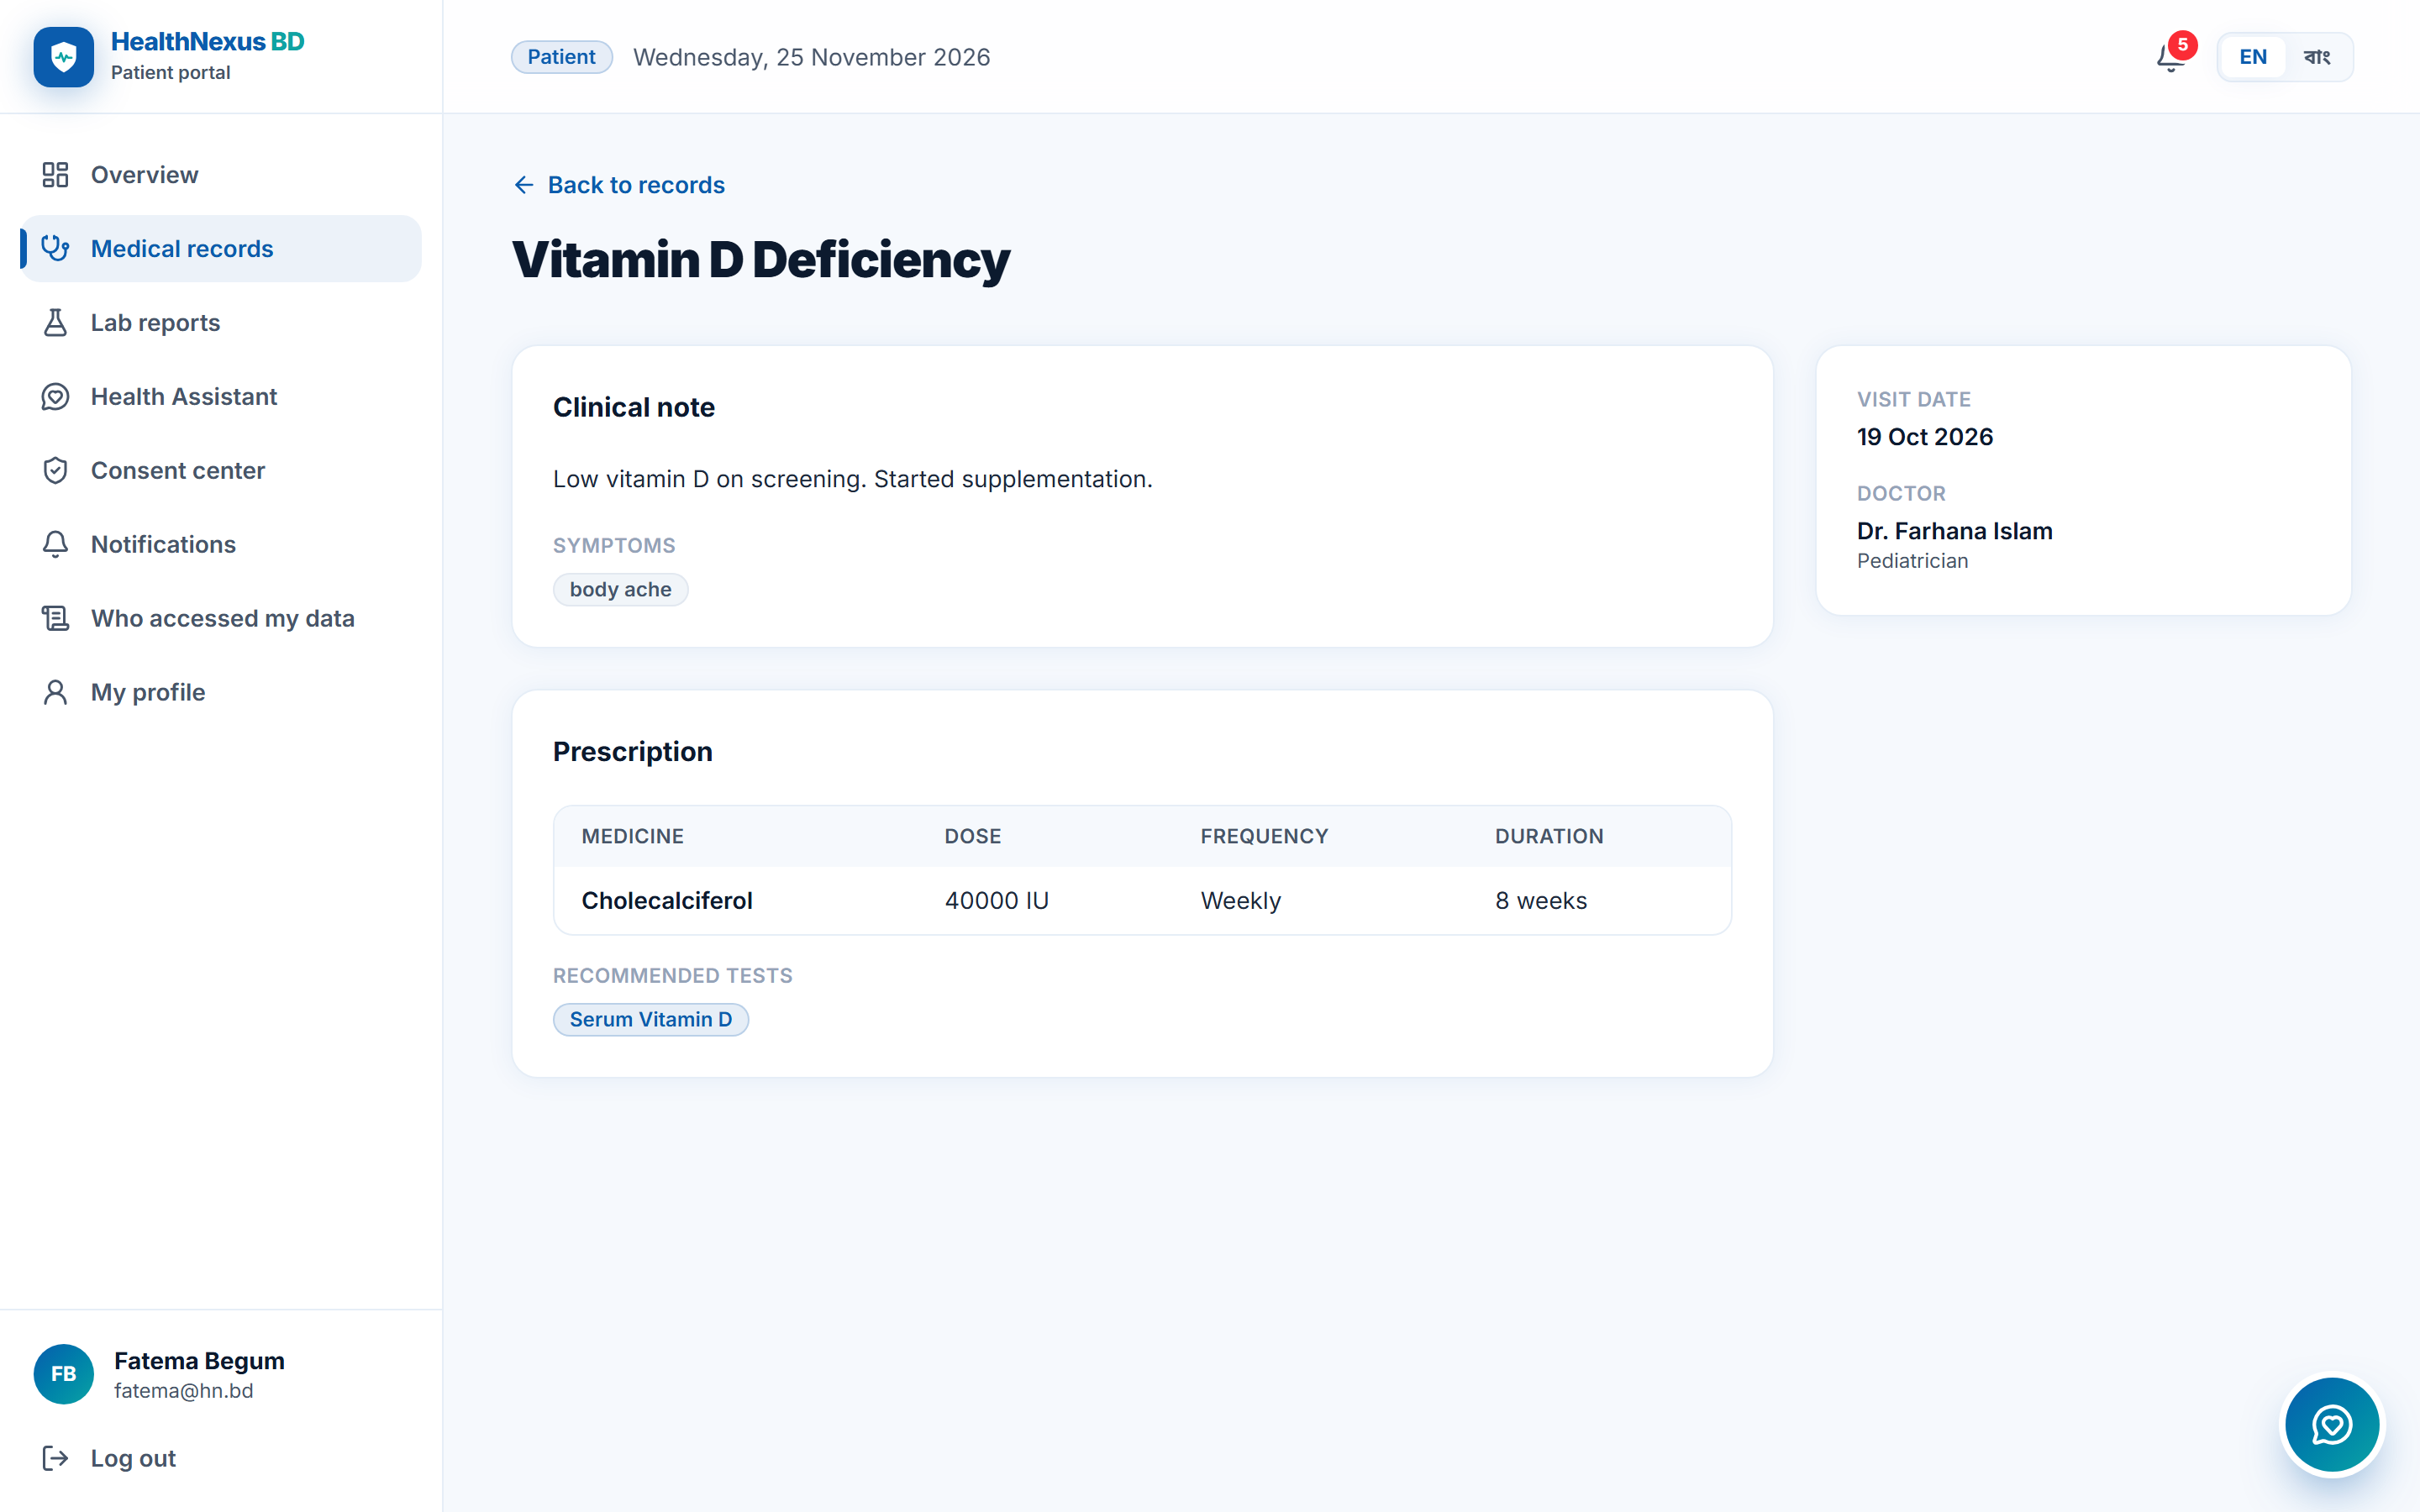 HealthNexus BD
Patient portal
Overview
Medical records
Lab reports
Health Assistant
Consent center
Notifications
Who accessed my data
My profile
FB
Fatema Begum
fatema@hn.bd
Log out
Patient
Wednesday, 25 November 2026
5
EN
বাং
Back to records
Vitamin D Deficiency
Clinical note
Low vitamin D on screening. Started supplementation.
SYMPTOMS
body ache
VISIT DATE
19 Oct 2026
DOCTOR
Dr. Farhana Islam
Pediatrician
Prescription
MEDICINE DOSE FREQUENCY DURATION
Cholecalciferol 40000 IU Weekly 8 weeks
RECOMMENDED TESTS
Serum Vitamin D